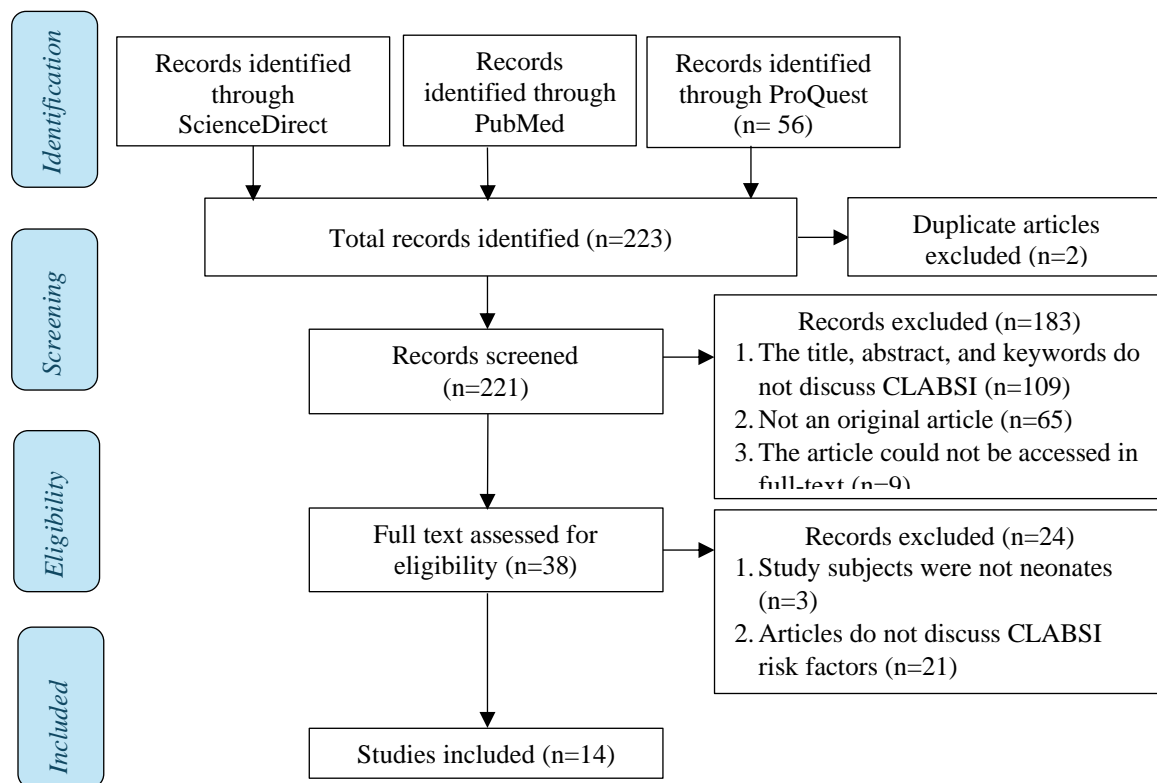 Identification
Records identified
through
ScienceDirect
Records
identified through
PubMed
Records identified
through ProQuest
(n= 56)
Total records identified (n=223)
Duplicate articles
excluded (n=2)
Screening
Records screened
(n=221)
Records excluded (n=183)
1. The title, abstract, and keywords do
not discuss CLABSI (n=109)
2. Not an original article (n=65)
3. The article could not be accessed in
full-text (n=9)
Eligibility
Full text assessed for
eligibility (n=38)
Records excluded (n=24)
1. Study subjects were not neonates
(n=3)
2. Articles do not discuss CLABSI
risk factors (n=21)
Included
Studies included (n=14)